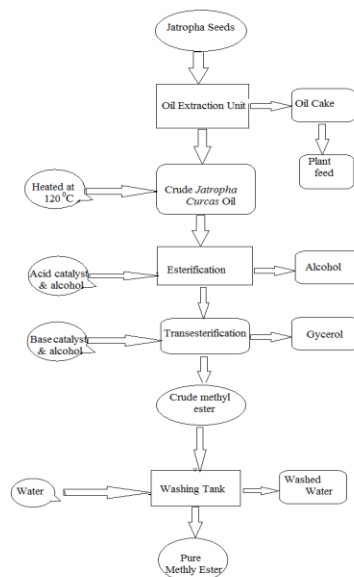 Jatropha Seeds
Oil Extraction Unit
Oil Cake
Plant
feed
Heated at
120 ⁰C
Crude Jatropha
Curcas Oil
Acid catalyst
& alcohol
Esterification
Alcohol
Base catalyst
& alcohol
Transesterification
Gycerol
Crude methyl
ester
Water
Washing Tank
Washed
Water
Pure
Methly Ester